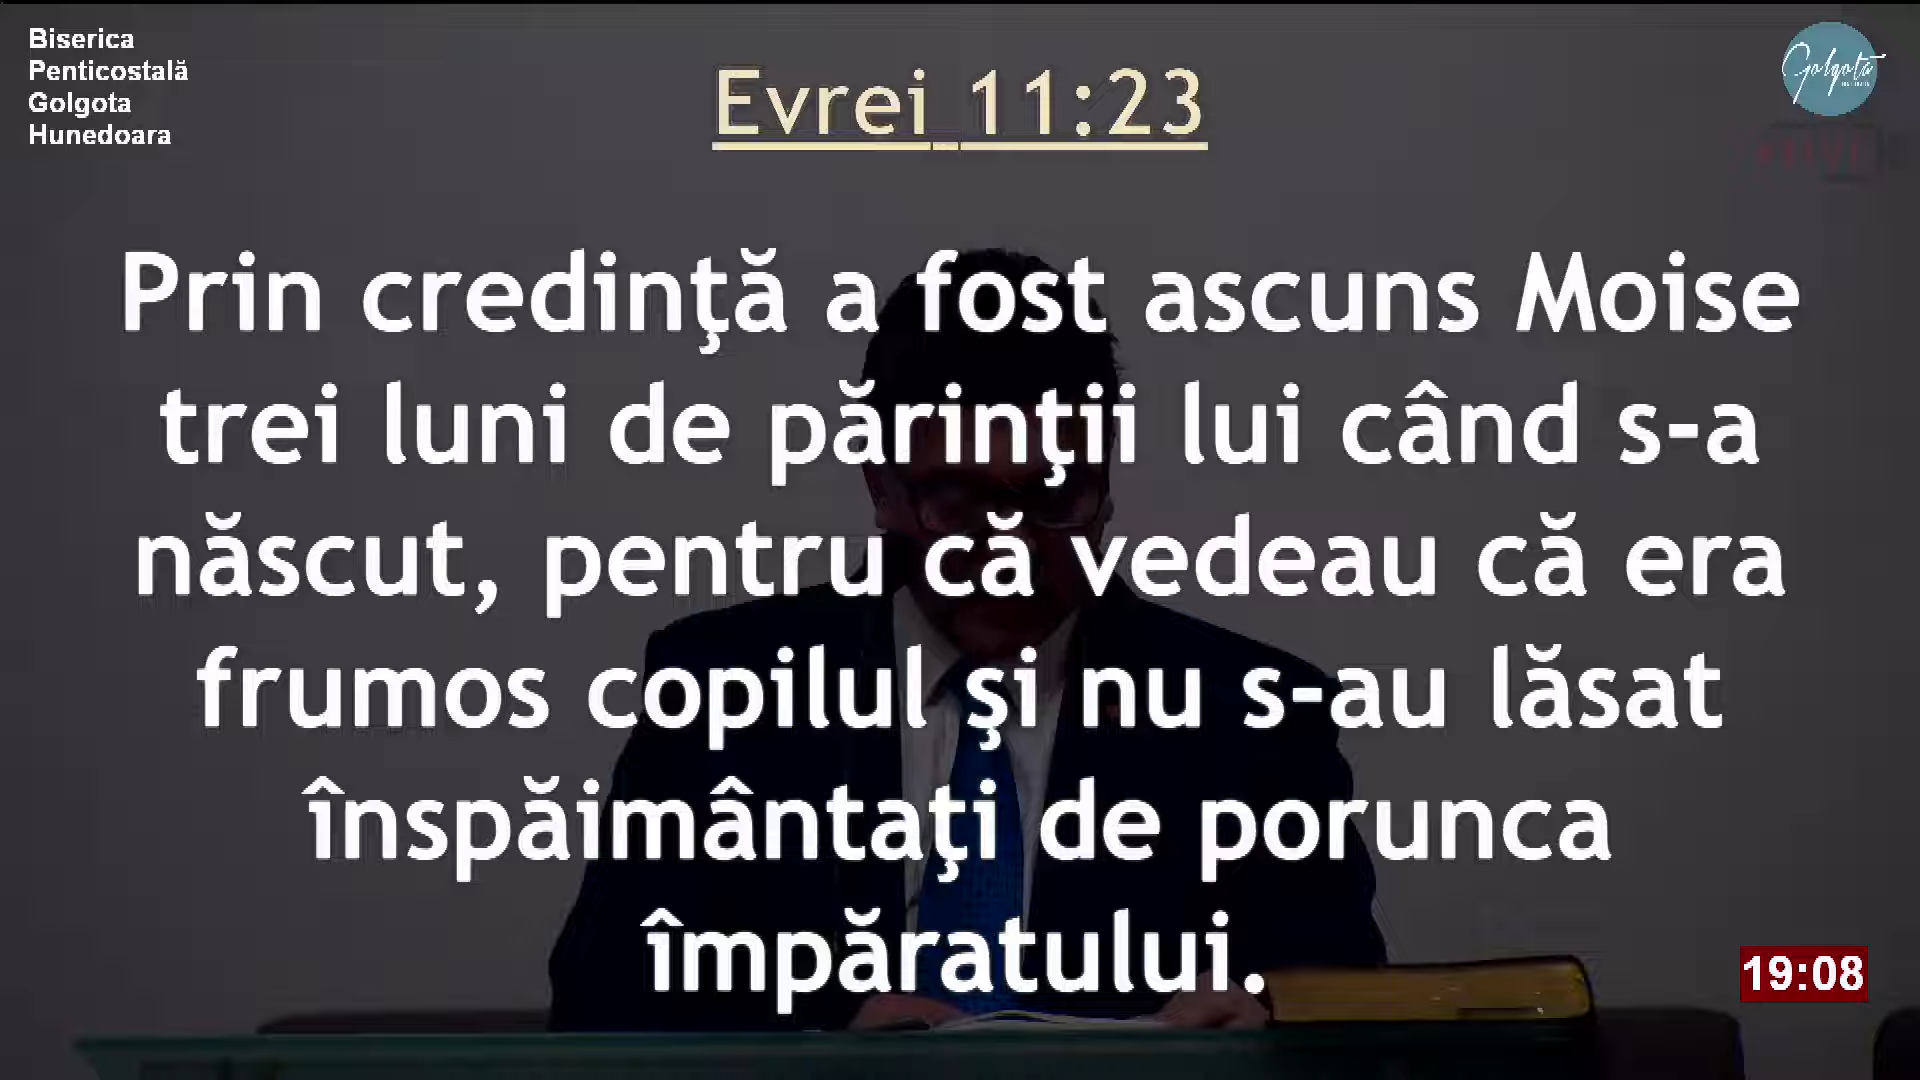 Biserica
Penticostală
Golgota
Hunedoara
Golgota
Evrei 11:23
Prin credinţă a fost ascuns Moise
trei luni de părinţii lui când s-a
născut, pentru că vedeau că era
frumos copilul şi nu s-au lăsat
înspăimântaţi de porunca
împăratului.
19:08